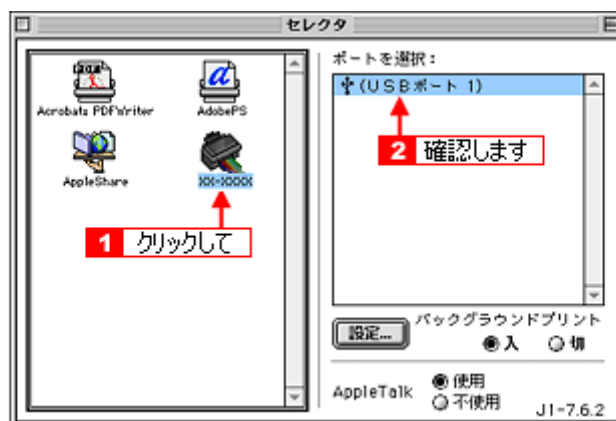 セレクタ
Acrobats PDFWriter
AdobePS
AppleShare
XX-XXXX
1 クリックして
ポートを選択:
(USBポート 1)
2 確認します
設定...
バックグラウンドプリント
入 切
AppleTalk
使用
不使用
J1-7.6.2